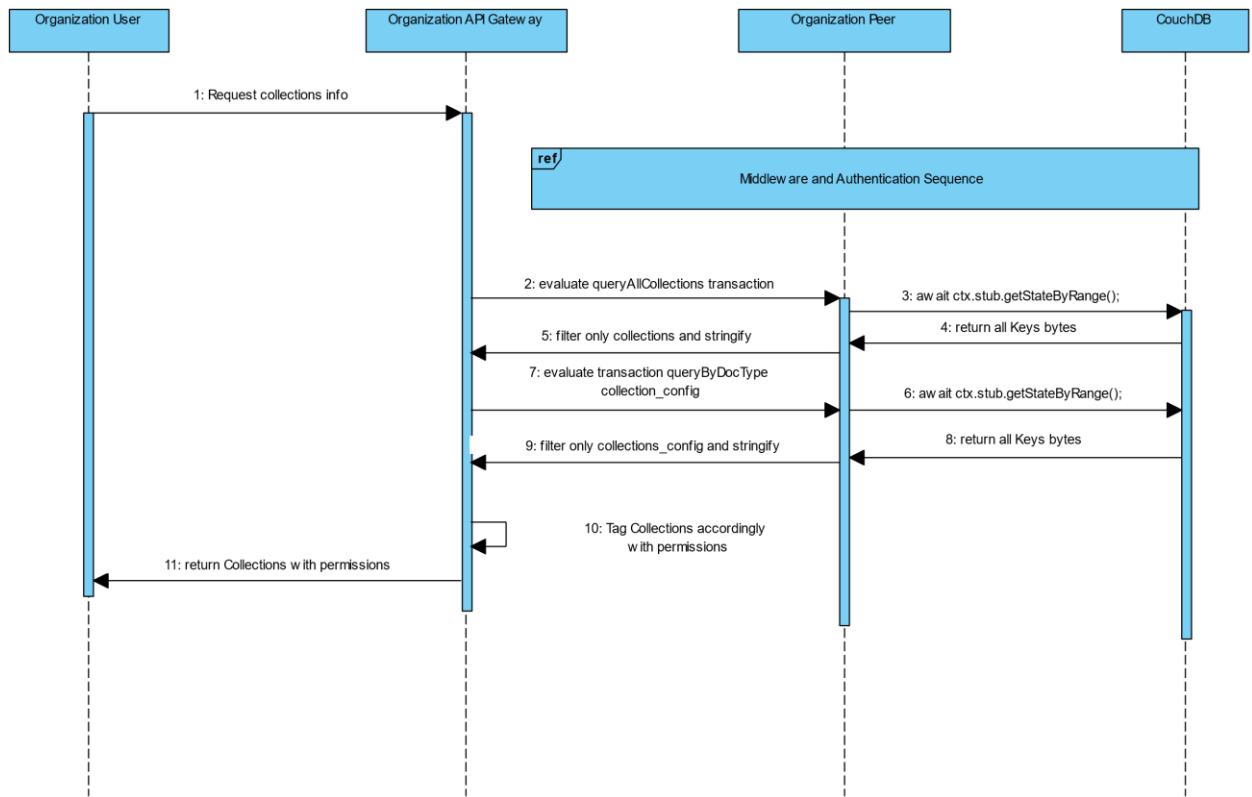 Organization User
Organization API Gateway
Organization Peer
CouchDB
1: Request collections info
ref
Middleware and Authentication Sequence
2: evaluate queryAllCollections transaction
3: await ctx.stub.getStateByRange();
4: return all Keys bytes
5: filter only collections and stringify
7: evaluate transaction queryByDocType
collection_config
6: await ctx.stub.getStateByRange();
8: return all Keys bytes
9: filter only collections_config and stringify
10: Tag Collections accordingly
with permissions
11: return Collections with permissions